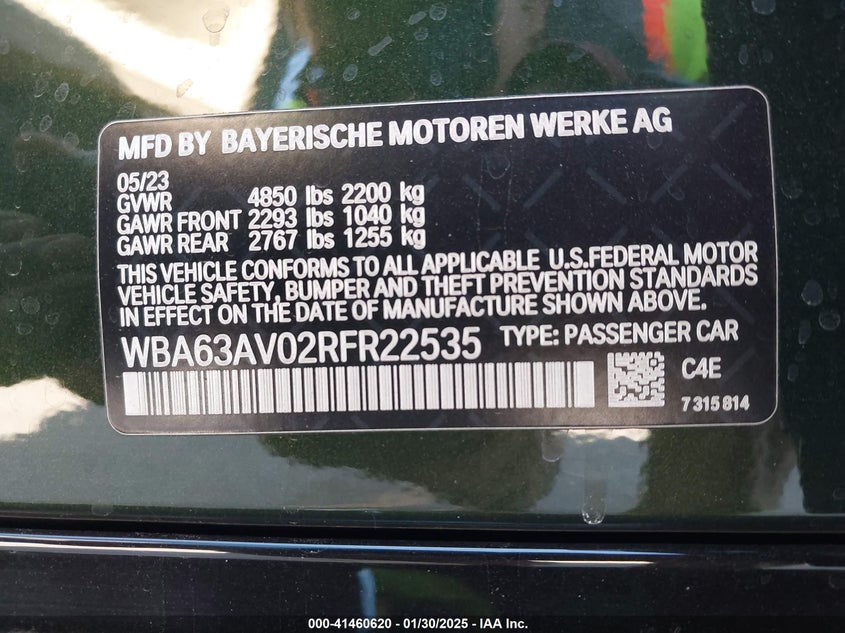 MFD BY BAYERISCHE MOTOREN WERKE AG
05/23
GVWR 4850 lbs 2200 kg
GAWR FRONT 2293 lbs 1040 kg
GAWR REAR 2767 lbs 1255 kg
THIS VEHICLE CONFORMS TO ALL APPLICABLE U.S.FEDERAL MOTOR
VEHICLE SAFETY, BUMPER AND THEFT PREVENTION STANDARDS
IN EFFECT ON THE DATE OF MANUFACTURE SHOWN ABOVE.
WBA63AV02RFR22535 TYPE: PASSENGER CAR
C4E
7315814
000-41460620 - 01/30/2025 - IAA Inc.